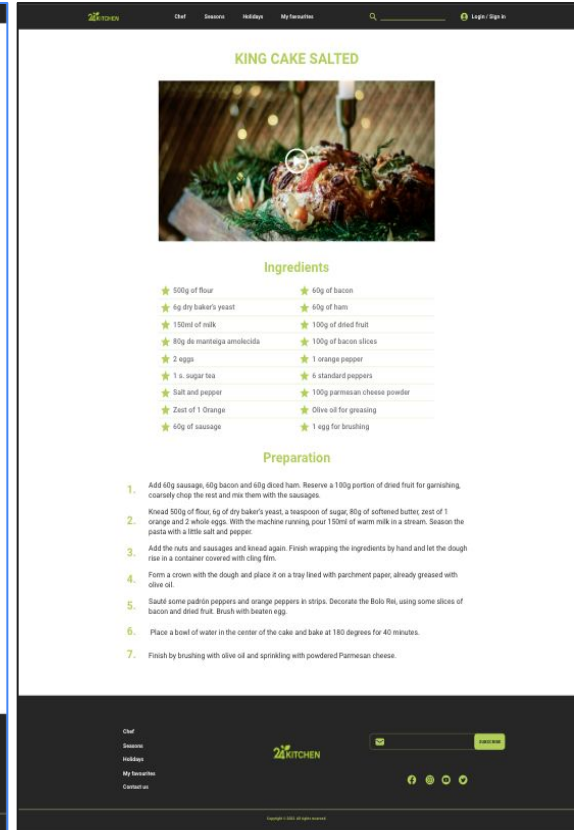 24KITCHEN
Chef Seasons Holidays My favourites Login / Sign In
KING CAKE SALTED
Ingredients
500g of flour
60g of bacon
6g dry baker's yeast
60g of ham
150ml of milk
100g of dried fruit
80g de manteiga amolecida
100g of bacon slices
2 eggs
1 orange pepper
1 s. sugar tea
6 standard peppers
Salt and pepper
100g parmesan cheese powder
Zest of 1 Orange
Olive oil for greasing
60g of sausage
1 egg for brushing
Preparation
1. Add 60g sausage, 60g bacon and 60g diced ham. Reserve a 100g portion of dried fruit for garnishing,
coarsely chop the rest and mix them with the sausages.
2. Knead 500g of flour, 6g of dry baker's yeast, a teaspoon of sugar, 80g of softened butter, zest of 1
orange and 2 whole eggs. With the machine running, pour 150ml of warm milk in a stream. Season the
pasta with a little salt and pepper.
3. Add the nuts and sausages and knead again. Finish wrapping the ingredients by hand and let the dough
rise in a container covered with cling film.
4. Form a crown with the dough and place it on a tray lined with parchment paper, already greased with
olive oil.
5. Sauté some padrón peppers and orange peppers in strips. Decorate the Bolo Rei, using some slices of
bacon and dried fruit. Brush with beaten egg.
6. Place a bowl of water in the center of the cake and bake at 180 degrees for 40 minutes.
7. Finish by brushing with olive oil and sprinkling with powdered Parmesan cheese.
Chef
Seasons
Holidays
My favourites
Contact us
24KITCHEN
SUBSCRIBE